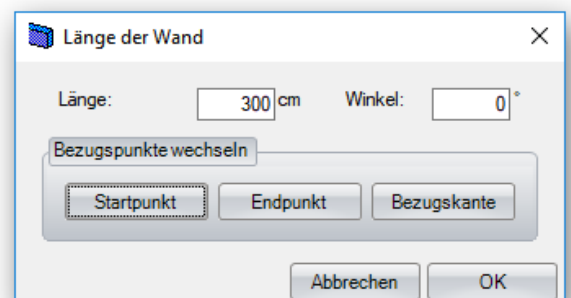 Länge der Wand
Länge: 300 cm Winkel: 0 °
Bezugspunkte wechseln
Startpunkt Endpunkt Bezugskante
Abbrechen OK